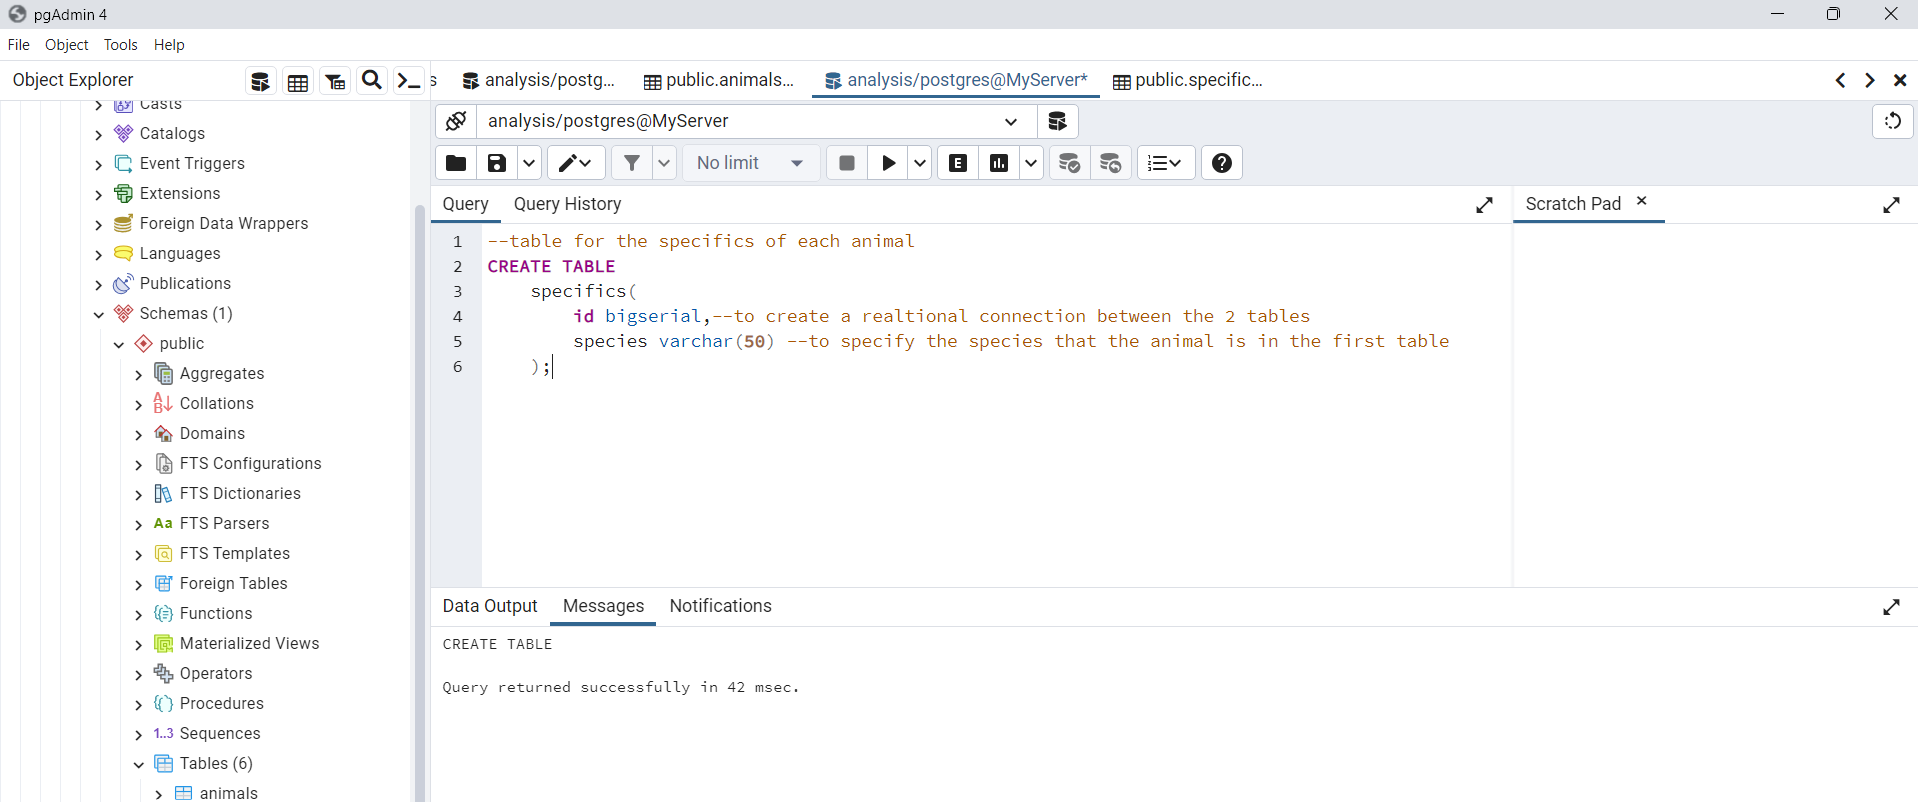 pgAdmin 4
File Object Tools Help
Object Explorer
s
analysis/postg...
public.animals...
analysis/postgres@MyServer*
public.specific...
Casts
Catalogs
Event Triggers
Extensions
Foreign Data Wrappers
Languages
Publications
Schemas (1)
public
Aggregates
Collations
Domains
FTS Configurations
FTS Dictionaries
Aa FTS Parsers
FTS Templates
Foreign Tables
Functions
Materialized Views
Operators
Procedures
1..3 Sequences
Tables (6)
animals
analysis/postgres@MyServer
No limit
E
Query Query History
Scratch Pad
1 --table for the specifics of each animal
2 CREATE TABLE
3 specifics(
4 id bigserial,--to create a realtional connection between the 2 tables
5 species varchar(50) --to specify the species that the animal is in the first table
6 );
Data Output Messages Notifications
CREATE TABLE
Query returned successfully in 42 msec.